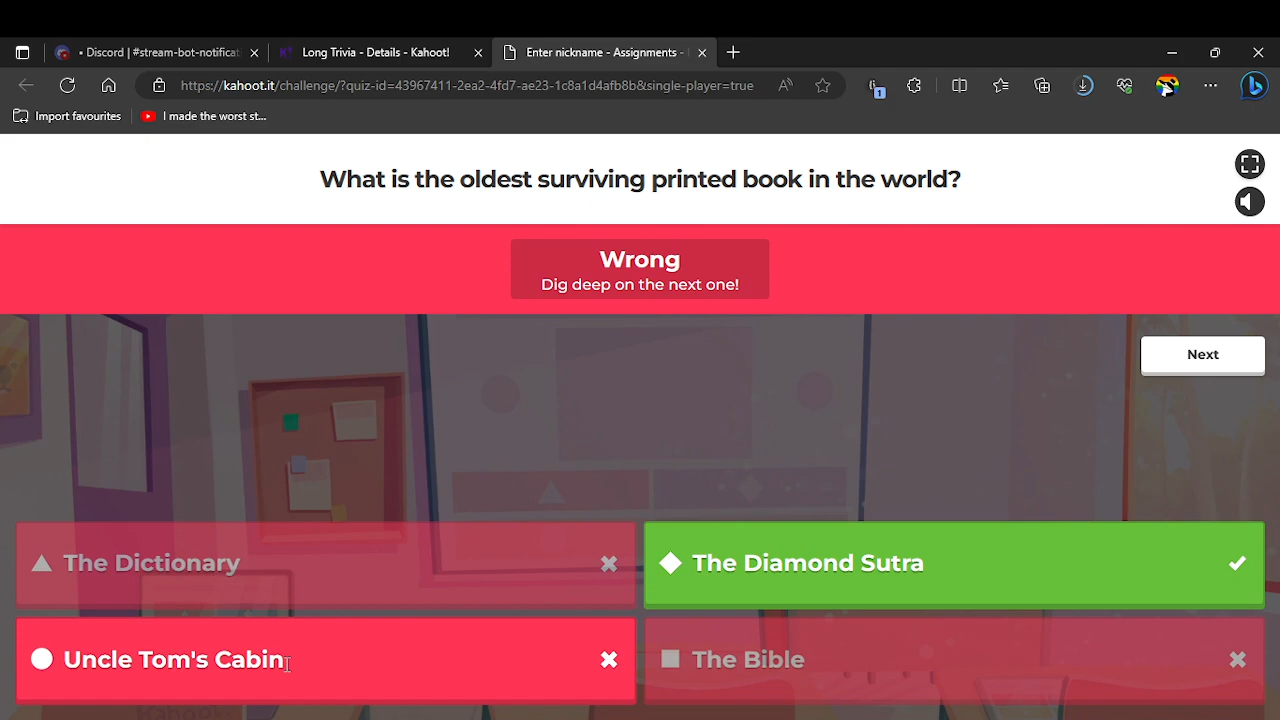 • Discord | #stream-bot-notificat
Long Trivia - Details - Kahoot!
Enter nickname - Assignments -
https://kahoot.it/challenge/?quiz-id=43967411-2ca2-4fd7-ae23-1c8a1d4afb8b&single-player=true
1
Import favourites
I made the worst st...
What is the oldest surviving printed book in the world?
Wrong
Dig deep on the next one!
Next
The Dictionary
The Diamond Sutra
Uncle Tom's Cabin
The Bible
Kahoot!